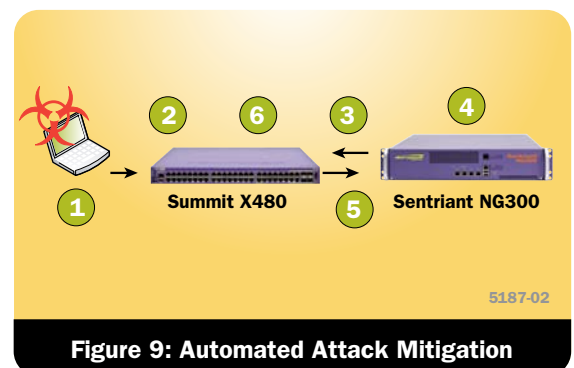 2
6
3
4
1
5
Summit X480
Sentriant NG300
5187-02
Figure 9: Automated Attack Mitigation